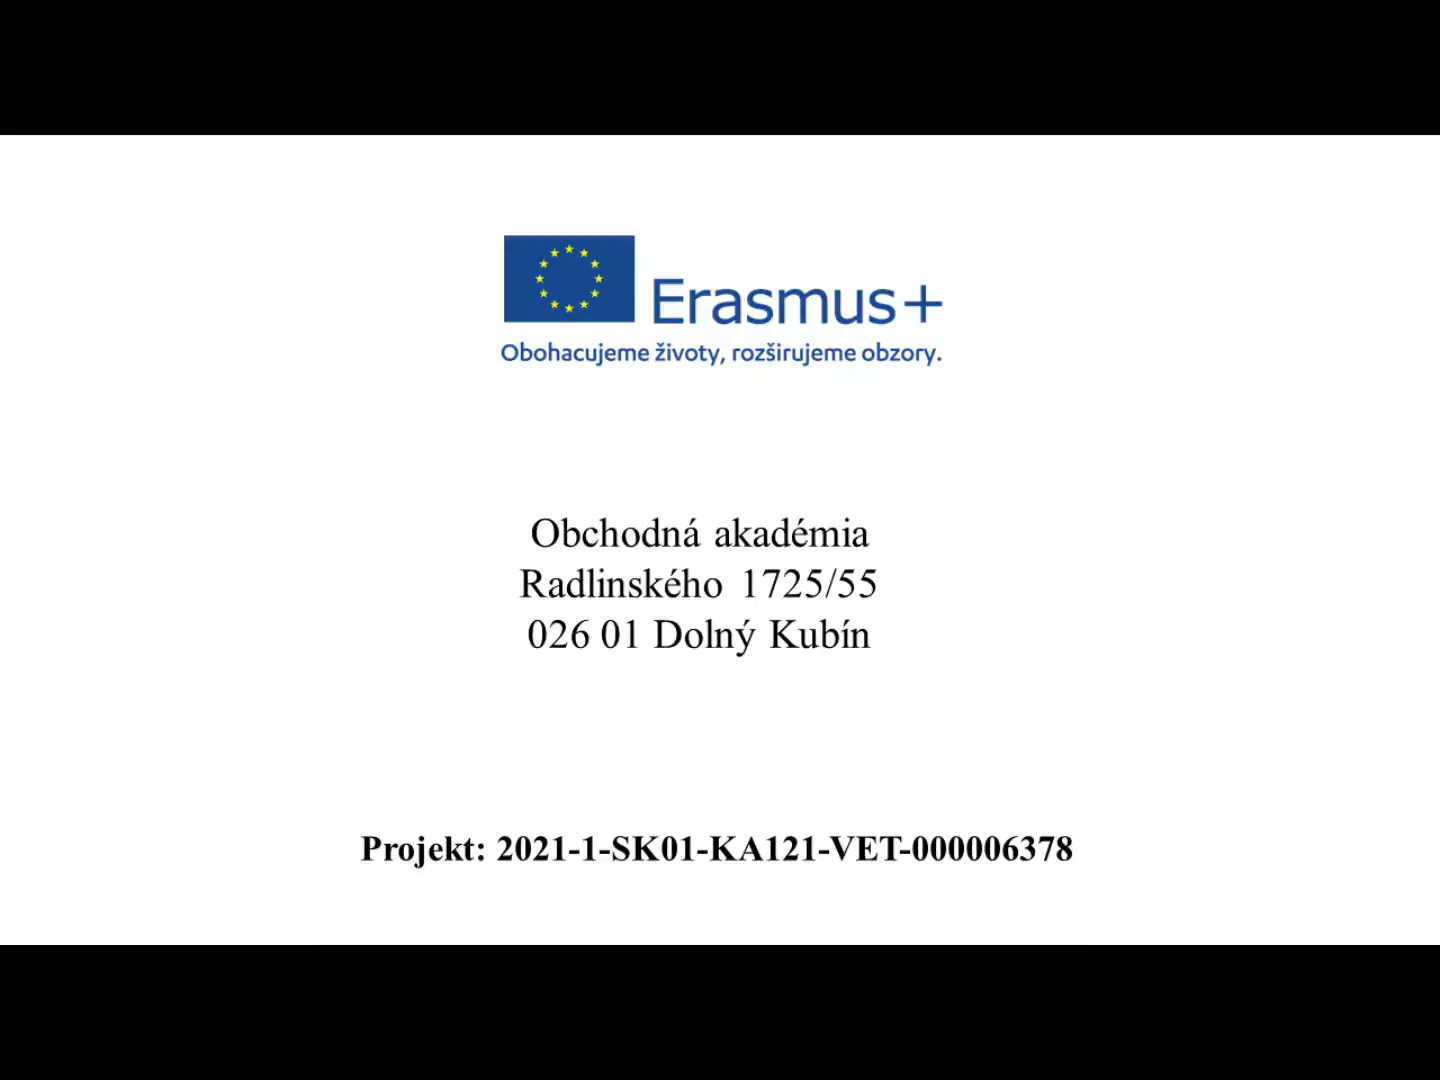 Erasmus+
Obohacujeme životy, rozširujeme obzory.
Obchodná akadémia
Radlinského 1725/55
026 01 Dolný Kubín
Projekt: 2021-1-SK01-KA121-VET-000006378